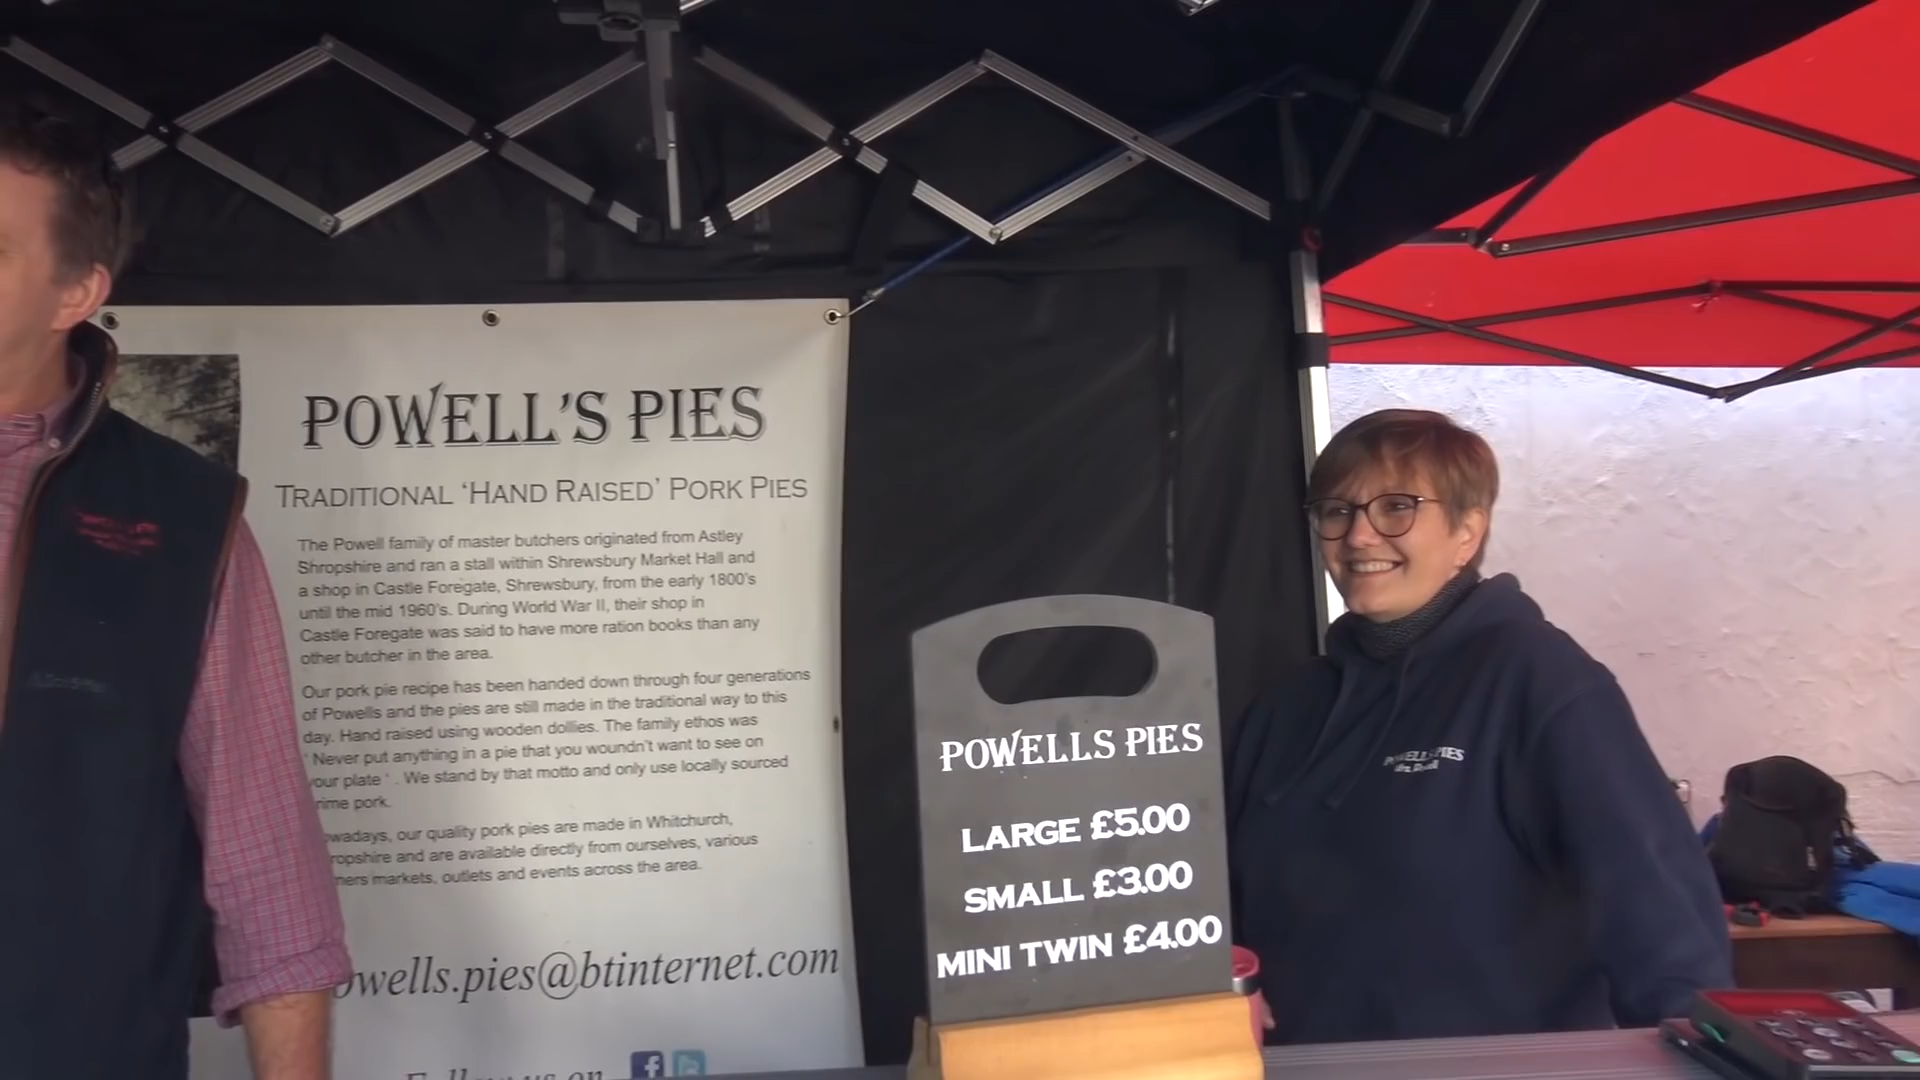 POWELL'S PIES
TRADITIONAL 'HAND RAISED' PORK PIES
The Powell family of master butchers originated from Astley
Shropshire and ran a stall within Shrewsbury Market Hall and
a shop in Castle Foregate, Shrewsbury, from the early 1800's
until the mid 1960's. During World War II, their shop in
Castle Foregate was said to have more ration books than any
other butcher in the area.
Our pork pie recipe has been handed down through four generations
of Powells and the pies are still made in the traditional way to this
day. Hand raised using wooden dollies. The family ethos was
' Never put anything in a pie that you woundn't want to see on
your plate ' . We stand by that motto and only use locally sourced
rime pork.
owadays, our quality pork pies are made in Whitchurch,
ropshire and are available directly from ourselves, various
mers markets, outlets and events across the area.
owells.pies@btinternet.com
Follow us on
POWELLS PIES
LARGE £5.00
SMALL £3.00
MINI TWIN £4.00
POWELLS PIES